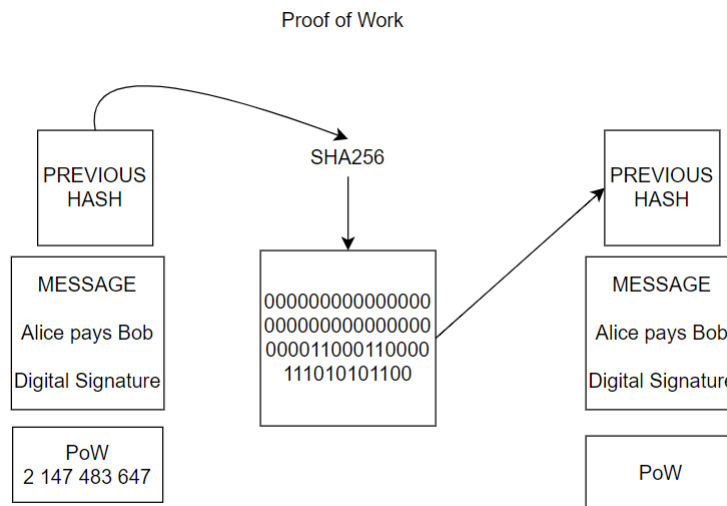 Proof of Work
PREVIOUS
HASH
MESSAGE
Alice pays Bob
Digital Signature
PoW
2 147 483 647
SHA256
000000000000000
000000000000000
000011000110000
111010101100
PREVIOUS
HASH
MESSAGE
Alice pays Bob
Digital Signature
PoW